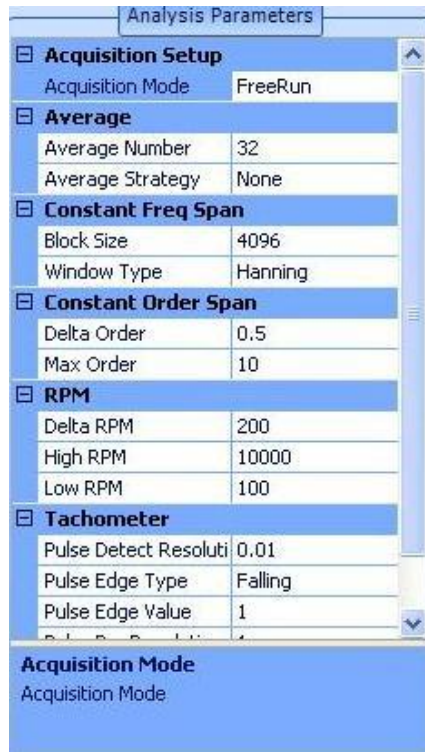 Analysis Parameters
Acquisition Setup
Acquisition Mode FreeRun
Average
Average Number 32
Average Strategy None
Constant Freq Span
Block Size 4096
Window Type Hanning
Constant Order Span
Delta Order 0.5
Max Order 10
RPM
Delta RPM 200
High RPM 10000
Low RPM 100
Tachometer
Pulse Detect Resoluti 0.01
Pulse Edge Type Falling
Pulse Edge Value 1
Acquisition Mode
Acquisition Mode